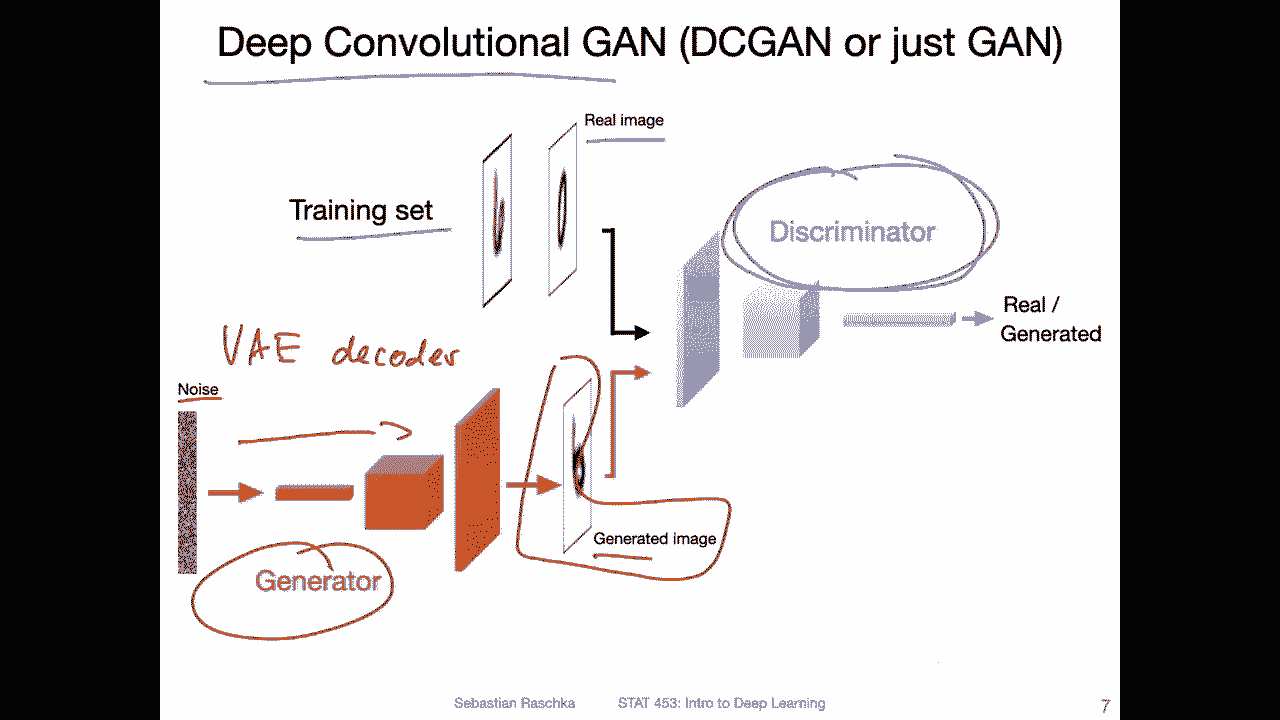 Deep Convolutional GAN (DCGAN or just GAN)
Real image
Training set
Discriminator
Real /
Generated
VAE decoder
Noise
Generated image
Generator
Sebastian Raschka STAT 453: Intro to Deep Learning 7